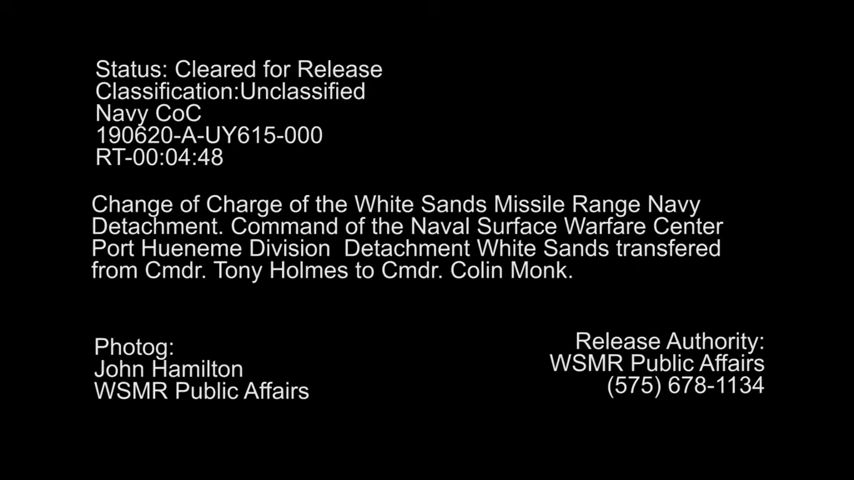 Status: Cleared for Release
Classification:Unclassified
Navy CoC
190620-A-UY615-000
RT-00:04:48
Change of Charge of the White Sands Missile Range Navy
Detachment. Command of the Naval Surface Warfare Center
Port Hueneme Division  Detachment White Sands transfered
from Cmdr. Tony Holmes to Cmdr. Colin Monk.
Photog:
John Hamilton
WSMR Public Affairs
Release Authority:
WSMR Public Affairs
(575) 678-1134